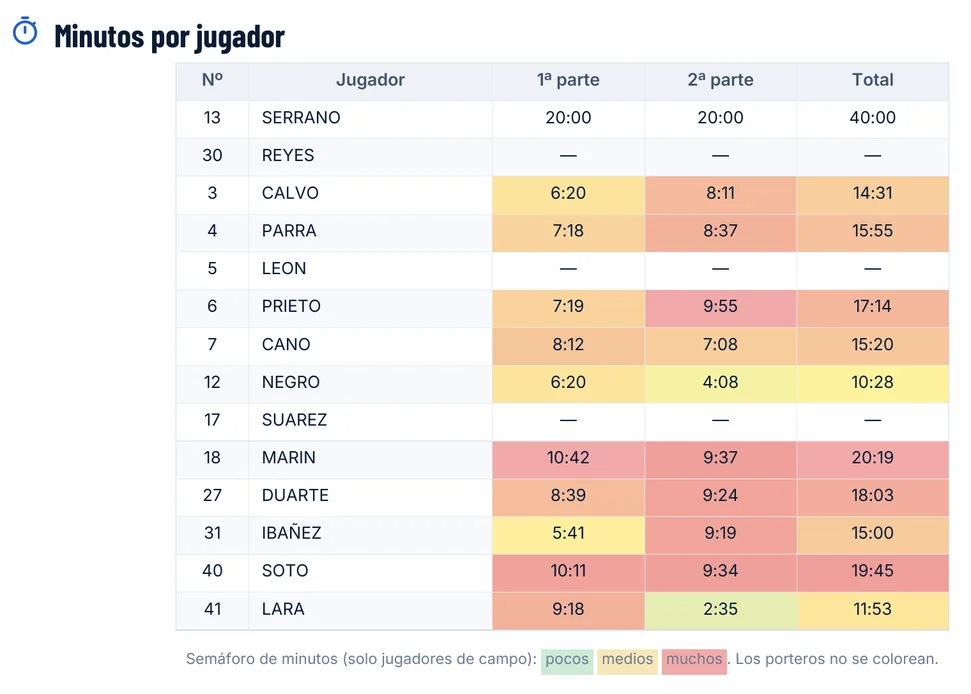 Minutos por jugador
Nº Jugador 1ª parte 2ª parte Total
13 SERRANO 20:00 20:00 40:00
30 REYES — — —
3 CALVO 6:20 8:11 14:31
4 PARRA 7:18 8:37 15:55
5 LEON — — —
6 PRIETO 7:19 9:55 17:14
7 CANO 8:12 7:08 15:20
12 NEGRO 6:20 4:08 10:28
17 SUAREZ — — —
18 MARIN 10:42 9:37 20:19
27 DUARTE 8:39 9:24 18:03
31 IBAÑEZ 5:41 9:19 15:00
40 SOTO 10:11 9:34 19:45
41 LARA 9:18 2:35 11:53
Semáforo de minutos (solo jugadores de campo): pocos medios muchos. Los porteros no se colorean.